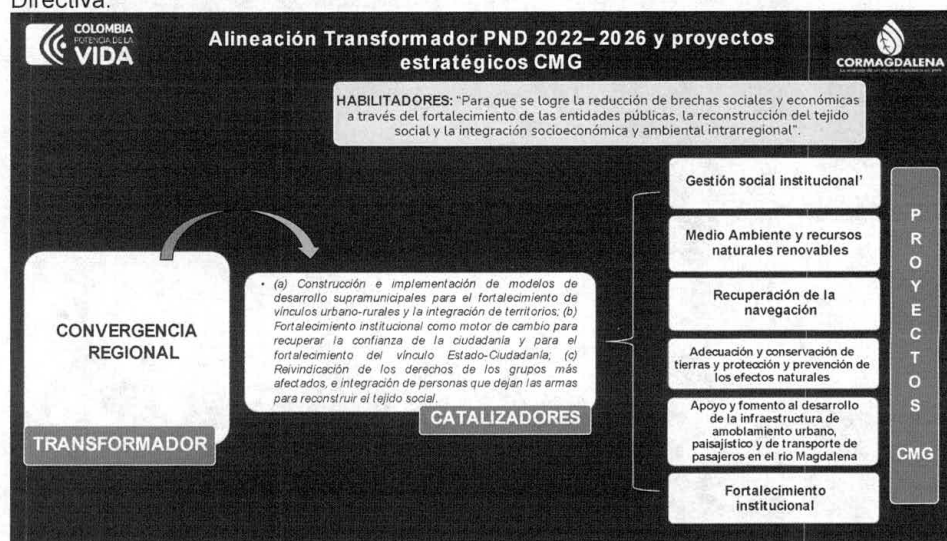 Directiva.
COLOMBIA
POTENCIA DE LA
VIDA
Alineación Transformador PND 2022– 2026 y proyectos
estratégicos CMG
CORMAGDALENA
HABILITADORES: “Para que se logre la reducción de brechas sociales y económicas
a través del fortalecimiento de las entidades públicas, la reconstrucción del tejido
social y la integración socioeconómica y ambiental intrarregional”.
CONVERGENCIA
REGIONAL
TRANSFORMADOR
• (a) Construcción e implementación de modelos de
desarrollo supramunicipales para el fortalecimiento de
vínculos urbano-rurales y la integración de territorios; (b)
Fortalecimiento institucional como motor de cambio para
recuperar la confianza de la ciudadanía y para el
fortalecimiento del vínculo Estado-Ciudadanía; (c)
Reivindicación de los derechos de los grupos más
afectados, e integración de personas que dejan las armas
para reconstruir el tejido social.
CATALIZADORES
Gestión social institucional’
Medio Ambiente y recursos
naturales renovables
Recuperación de la
navegación
Adecuación y conservación de
tierras y protección y prevención de
los efectos naturales
Apoyo y fomento al desarrollo
de la infraestructura de
amoblamiento urbano,
paisajístico y de transporte de
pasajeros en el río Magdalena
Fortalecimiento
institucional
PROYECTOS
CMG